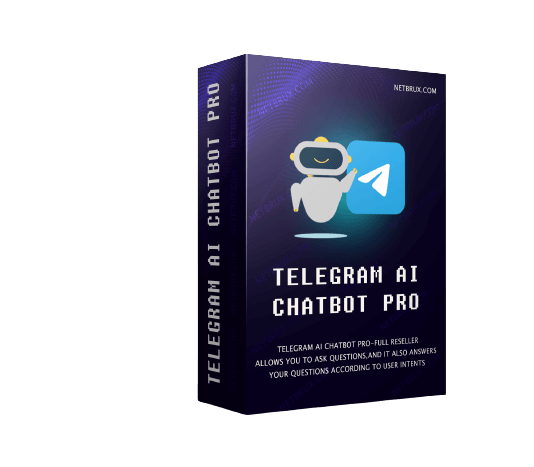 TELEGRAM AI CHATBOT PRO
NETBRUX.COM
TELEGRAM AI
CHATBOT PRO
TELEGRAM AI CHATBOT PRO-FULL RESELLER
ALLOWS YOU TO ASK QUESTIONS,AND IT ALSO ANSWERS
YOUR QUESTIONS ACCORDING TO USER INTENTS